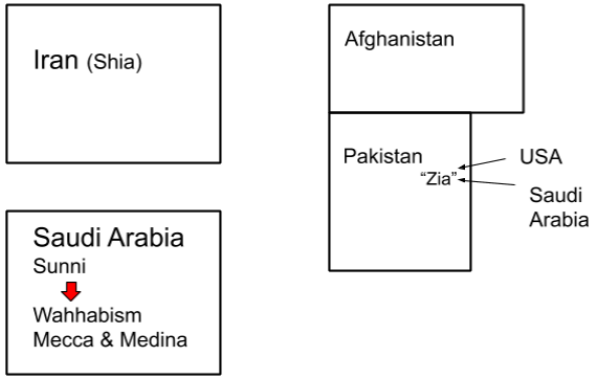 Iran (Shia)
Saudi Arabia
Sunni
Wahhabism
Mecca & Medina
Afghanistan
Pakistan
“Zia”
USA
Saudi
Arabia